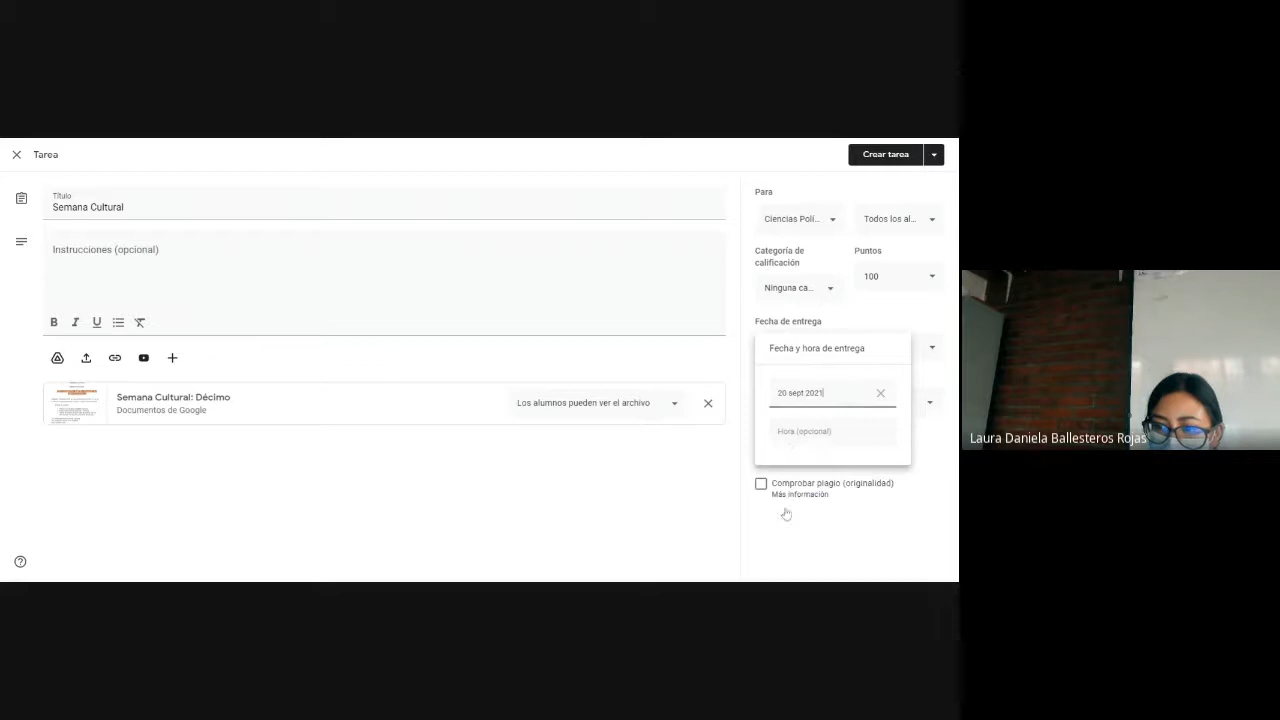 Tarea
Crear tarea
Título
Semana Cultural
Instrucciones (opcional)
B I U
Semana Cultural: Décimo
Documentos de Google
Los alumnos pueden ver el archivo
Para
Ciencias Polí...
Todos los al...
Categoría de
calificación
Puntos
Ninguna ca...
100
Fecha de entrega
Fecha y hora de entrega
20 sept 2021
Hora (opcional)
Comprobar plagio (originalidad)
Más información
Laura Daniela Ballesteros Rojas